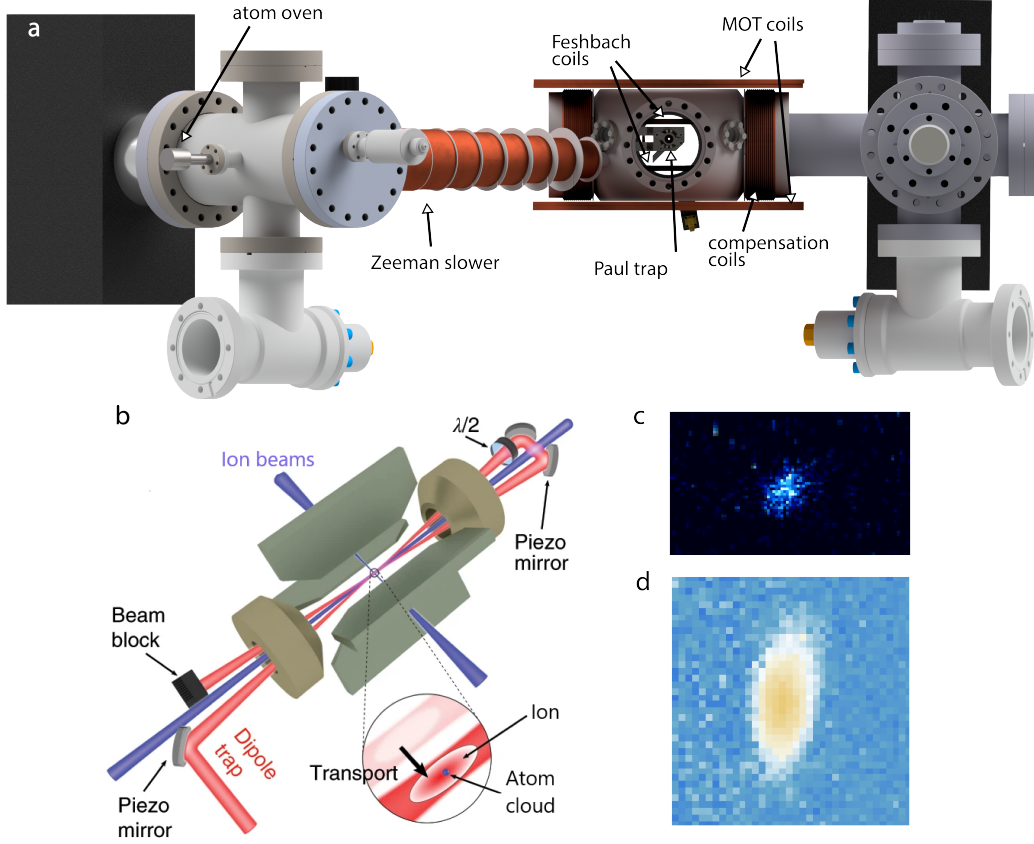 a
atom oven
Feshbach
coils
MOT coils
Zeeman slower
Paul trap
compensation
coils
b
Ion beams
λ/2
Piezo
mirror
Beam
block
Dipole
trap
Piezo
mirror
Transport
Ion
Atom
cloud
c
d